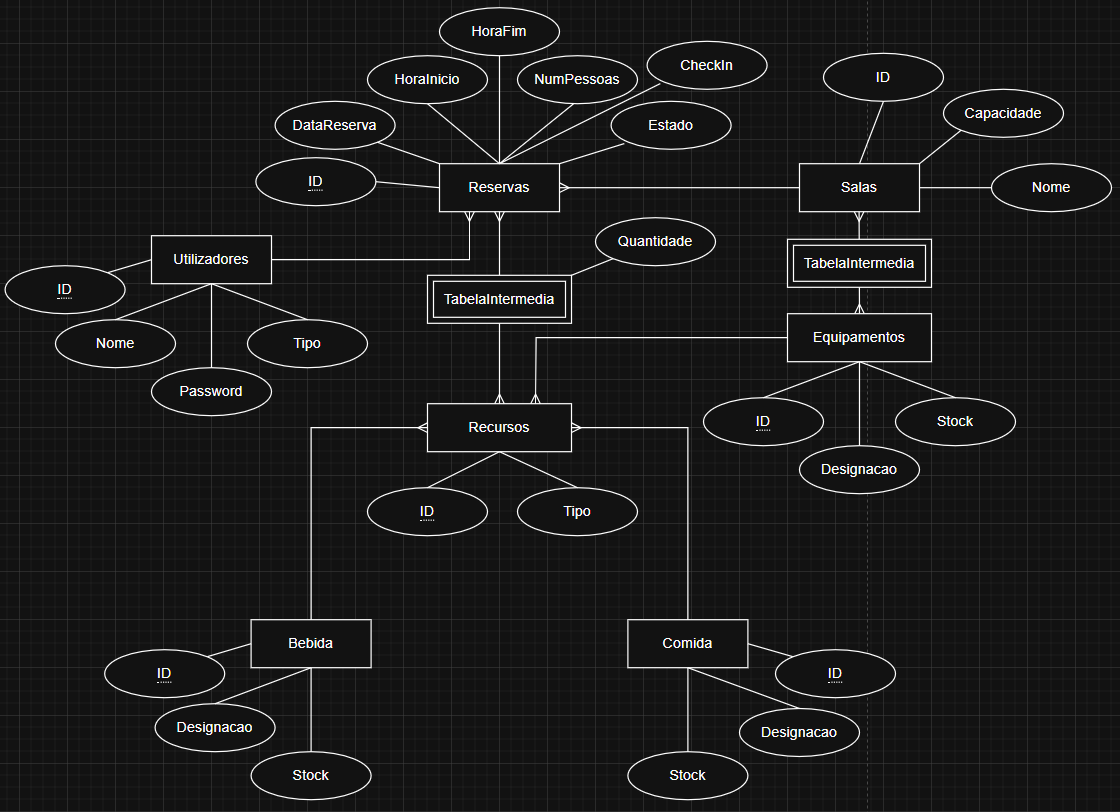 HoraFim
CheckIn
HoraInicio
NumPessoas
ID
Capacidade
DataReserva
Estado
ID
Reservas
Salas
Nome
Quantidade
Utilizadores
TabelaIntermedia
ID
TabelaIntermedia
Nome
Tipo
Equipamentos
Password
Recursos
ID
Stock
Designacao
ID
Tipo
Bebida
Comida
ID
ID
Designacao
Designacao
Stock
Stock